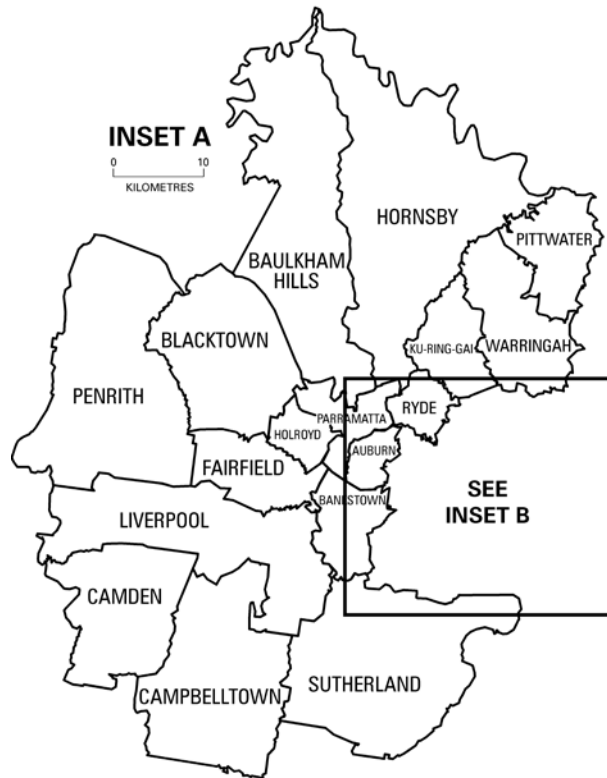 INSET A
0 10
KILOMETRES
HORNSBY
PITTWATER
BAULKHAM
HILLS
BLACKTOWN
KU-RING-GAI
WARRINGAH
PENRITH
PARRAMATTA
RYDE
HOLROYD
AUBURN
FAIRFIELD
BANKSTOWN
SEE
INSET B
LIVERPOOL
CAMDEN
CAMPBELLTOWN
SUTHERLAND